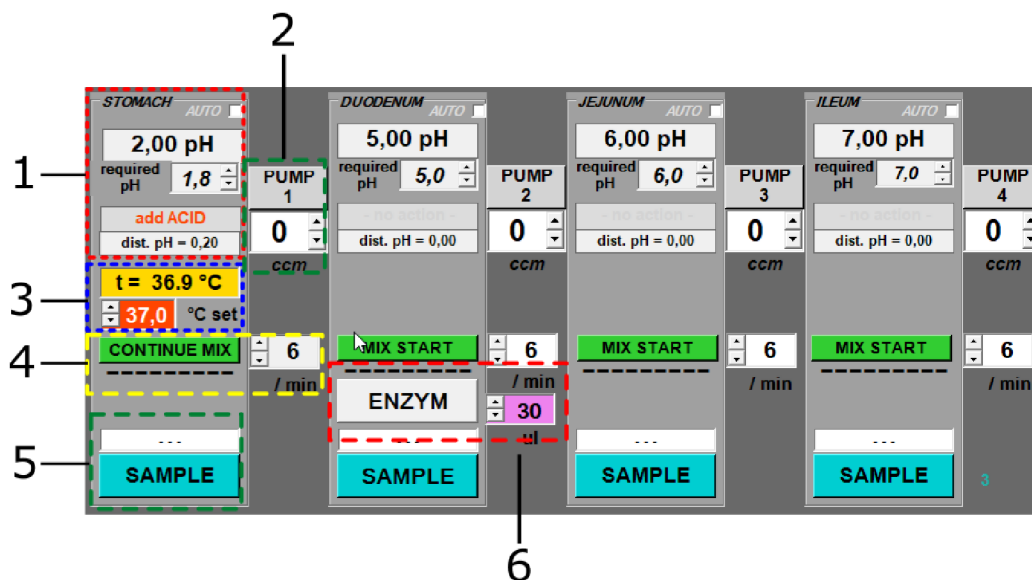 2
STOMACH
AUTO
2,00 pH
required
pH
1,8
add ACID
dist. pH = 0,20
1
PUMP
1
0
ccm
t = 36.9 °C
37,0 °C set
3
CONTINUE MIX
6
/ min
4
---
SAMPLE
5
DUODENUM
AUTO
5,00 pH
required
pH
5,0
- no action -
dist. pH = 0,00
PUMP
2
0
ccm
MIX START
6
/ min
ENZYM
30
ul
---
SAMPLE
6
JEJUNUM
AUTO
6,00 pH
required
pH
6,0
- no action -
dist. pH = 0,00
PUMP
3
0
ccm
MIX START
6
/ min
---
SAMPLE
ILEUM
AUTO
7,00 pH
required
pH
7,0
- no action -
dist. pH = 0,00
PUMP
4
0
ccm
MIX START
6
/ min
---
SAMPLE
3